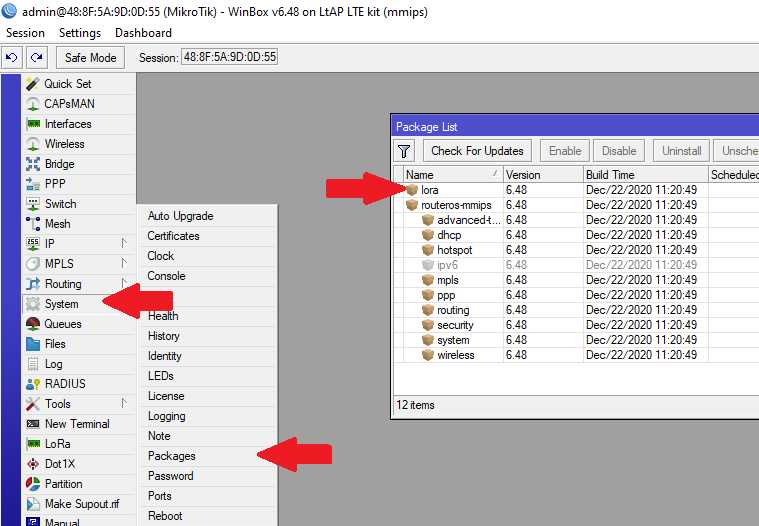 admin@48:8F:5A:9D:0D:55 (MikroTik) - WinBox v6.48 on LtAP LTE kit (mmips)
Session Settings Dashboard
Safe Mode Session: 48:8F:5A:9D:0D:55
Quick Set
CAPsMAN
Interfaces
Wireless
Bridge
PPP
Switch
Mesh
IP
MPLS
Routing
System
Queues
Files
Log
RADIUS
Tools
New Terminal
LoRa
Dot1X
Partition
Make Supout.rif
Manual
Auto Upgrade
Certificates
Clock
Console
Health
History
Identity
LEDs
License
Logging
Note
Packages
Password
Ports
Reboot
Package List
Check For Updates Enable Disable Uninstall Unsche
Name Version Build Time Scheduled
lora 6.48 Dec/22/2020 11:20:49
routeros-mmips 6.48 Dec/22/2020 11:20:49
advanced-t... 6.48 Dec/22/2020 11:20:49
dhcp 6.48 Dec/22/2020 11:20:49
hotspot 6.48 Dec/22/2020 11:20:49
ipv6 6.48 Dec/22/2020 11:20:49
mpls 6.48 Dec/22/2020 11:20:49
ppp 6.48 Dec/22/2020 11:20:49
routing 6.48 Dec/22/2020 11:20:49
security 6.48 Dec/22/2020 11:20:49
system 6.48 Dec/22/2020 11:20:49
wireless 6.48 Dec/22/2020 11:20:49
12 items